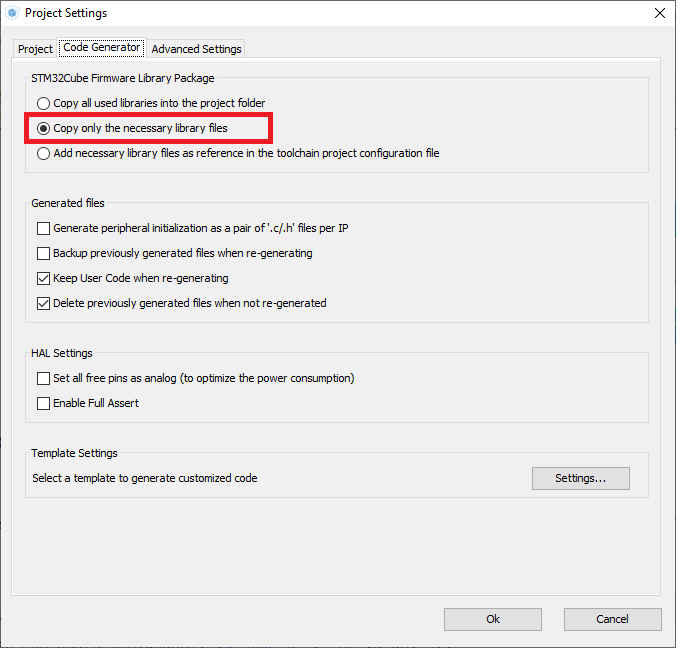 Project Settings
Project Code Generator Advanced Settings
STM32Cube Firmware Library Package
Copy all used libraries into the project folder
Copy only the necessary library files
Add necessary library files as reference in the toolchain project configuration file
Generated files
Generate peripheral initialization as a pair of '.c/.h' files per IP
Backup previously generated files when re-generating
Keep User Code when re-generating
Delete previously generated files when not re-generated
HAL Settings
Set all free pins as analog (to optimize the power consumption)
Enable Full Assert
Template Settings
Select a template to generate customized code
Settings...
Ok Cancel